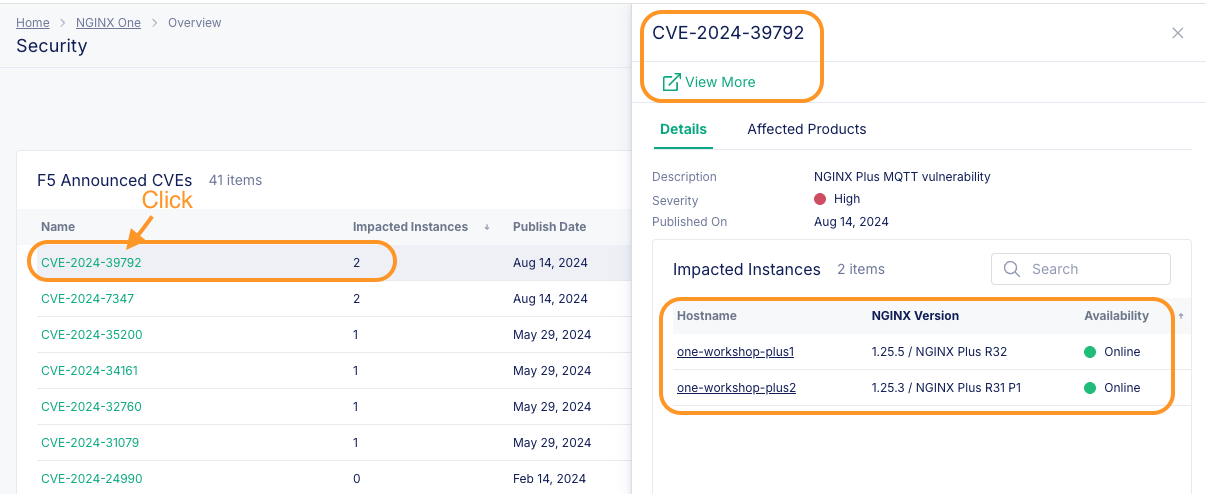 Home > NGINX One > Overview
Security
F5 Announced CVEs 41 items
Click
Name Impacted Instances ↓ Publish Date
CVE-2024-39792 2 Aug 14, 2024
CVE-2024-7347 2 Aug 14, 2024
CVE-2024-35200 1 May 29, 2024
CVE-2024-34161 1 May 29, 2024
CVE-2024-32760 1 May 29, 2024
CVE-2024-31079 1 May 29, 2024
CVE-2024-24990 0 Feb 14, 2024
CVE-2024-39792
View More
Details Affected Products
Description NGINX Plus MQTT vulnerability
Severity High
Published On Aug 14, 2024
Impacted Instances 2 items Search
Hostname NGINX Version Availability ↑
one-workshop-plus1 1.25.5 / NGINX Plus R32 Online
one-workshop-plus2 1.25.3 / NGINX Plus R31 P1 Online